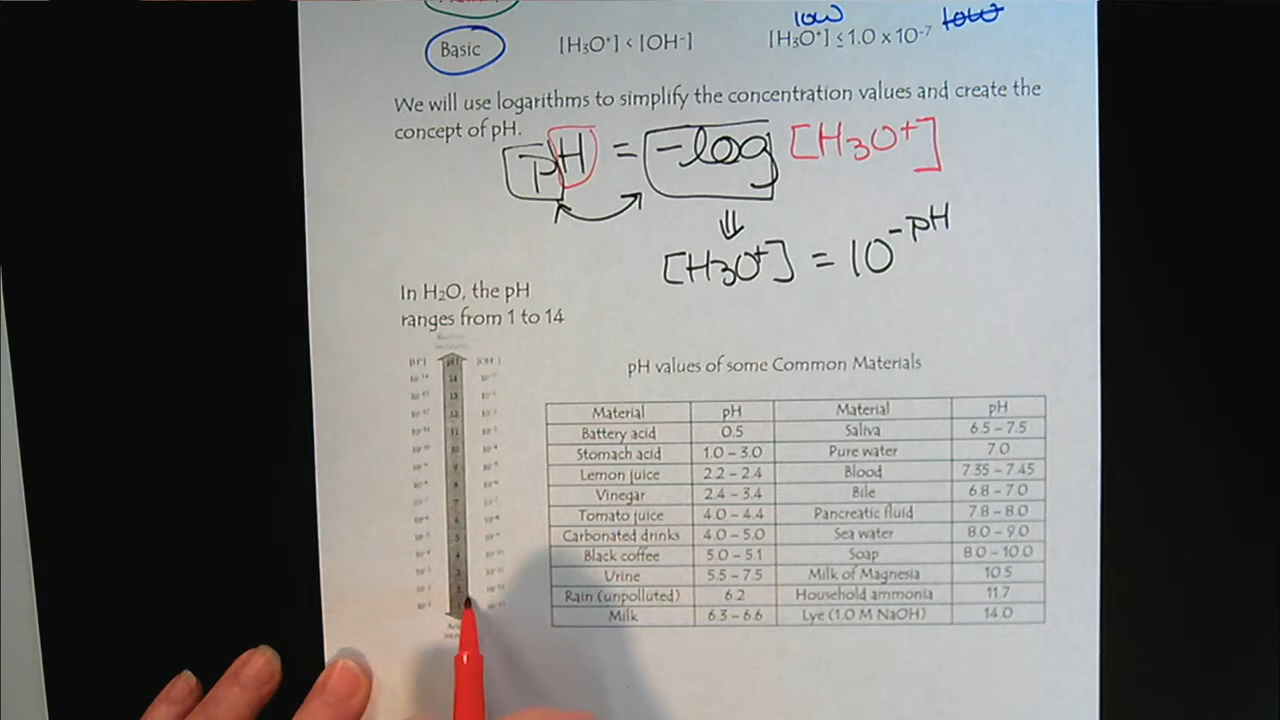 low
Basic [H₃O⁺] < [OH⁻] [H₃O⁺] ≤ 1.0 x 10⁻⁷ low
We will use logarithms to simplify the concentration values and create the
concept of pH.
pH = -log [H₃O⁺]
⇓
[H₃O⁺] = 10^-pH
In H₂O, the pH
ranges from 1 to 14
pH values of some Common Materials
Material pH Material pH
Battery acid 0.5 Saliva 6.5 – 7.5
Stomach acid 1.0 – 3.0 Pure water 7.0
Lemon juice 2.2 – 2.4 Blood 7.35 – 7.45
Vinegar 2.4 – 3.4 Bile 6.8 – 7.0
Tomato juice 4.0 – 4.4 Pancreatic fluid 7.8 – 8.0
Carbonated drinks 4.0 – 5.0 Sea water 8.0 – 9.0
Black coffee 5.0 – 5.1 Soap 8.0 – 10.0
Urine 5.5 – 7.5 Milk of Magnesia 10.5
Rain (unpolluted) 6.2 Household ammonia 11.7
Milk 6.3 – 6.6 Lye (1.0 M NaOH) 14.0